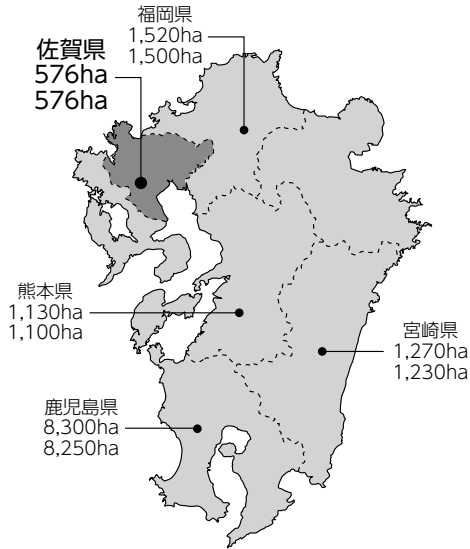 福岡県
1,520ha
1,500ha
佐賀県
576ha
576ha
熊本県
1,130ha
1,100ha
宮崎県
1,270ha
1,230ha
鹿児島県
8,300ha
8,250ha